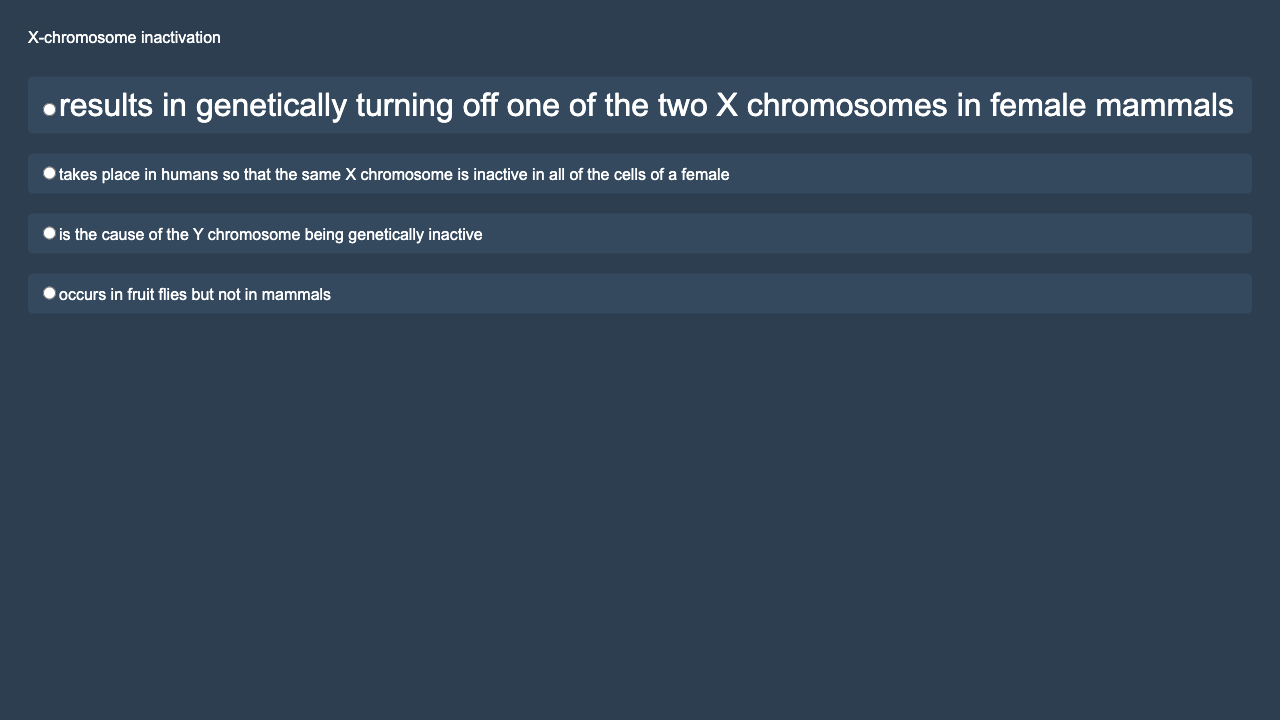 X-chromosome inactivation
results in genetically turning off one of the two X chromosomes in female mammals
takes place in humans so that the same X chromosome is inactive in all of the cells of a female
is the cause of the Y chromosome being genetically inactive
occurs in fruit flies but not in mammals